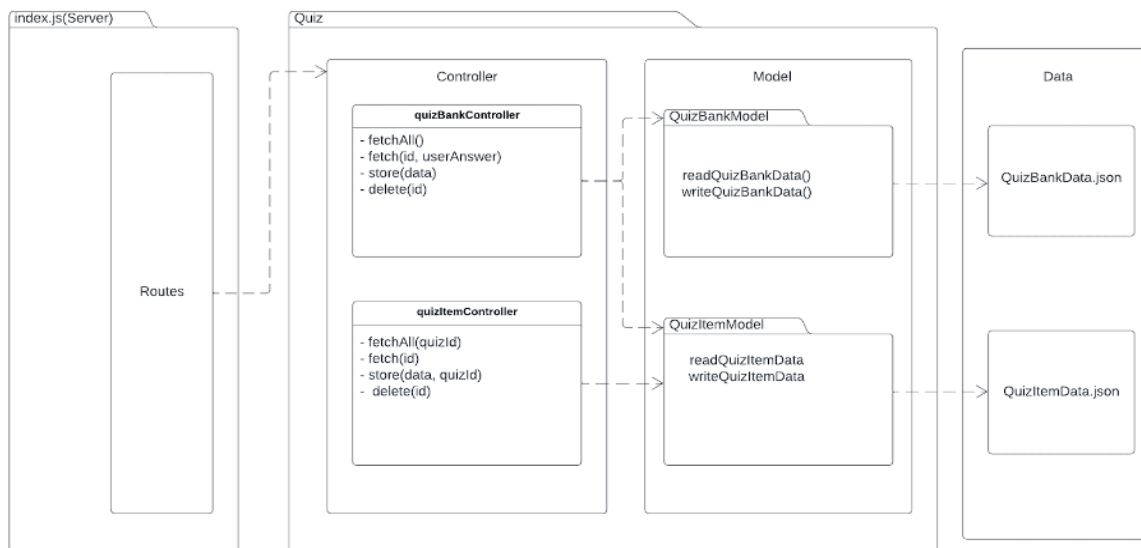 index.js(Server)
Routes
Quiz
Controller
quizBankController
- fetchAll()
- fetch(id, userAnswer)
- store(data)
- delete(id)
quizItemController
- fetchAll(quizId)
- fetch(id)
- store(data, quizId)
- delete(id)
Model
QuizBankModel
readQuizBankData()
writeQuizBankData()
QuizItemModel
readQuizItemData
writeQuizItemData
Data
QuizBankData.json
QuizItemData.json